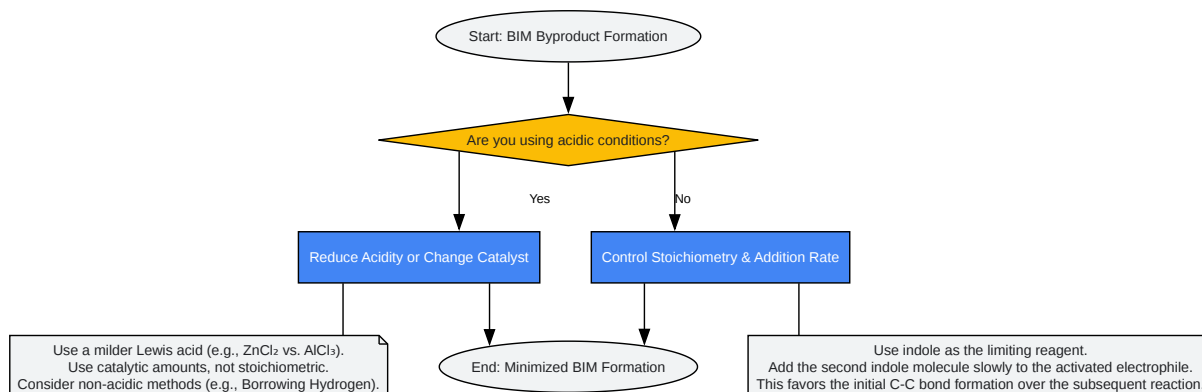 Start: BIM Byproduct Formation
Are you using acidic conditions?
Yes
No
Reduce Acidity or Change Catalyst
Control Stoichiometry & Addition Rate
Use a milder Lewis acid (e.g., ZnCl₂ vs. AlCl₃).
Use catalytic amounts, not stoichiometric.
Consider non-acidic methods (e.g., Borrowing Hydrogen).
End: Minimized BIM Formation
Use indole as the limiting reagent.
Add the second indole molecule slowly to the activated electrophile.
This favors the initial C-C bond formation over the subsequent reaction